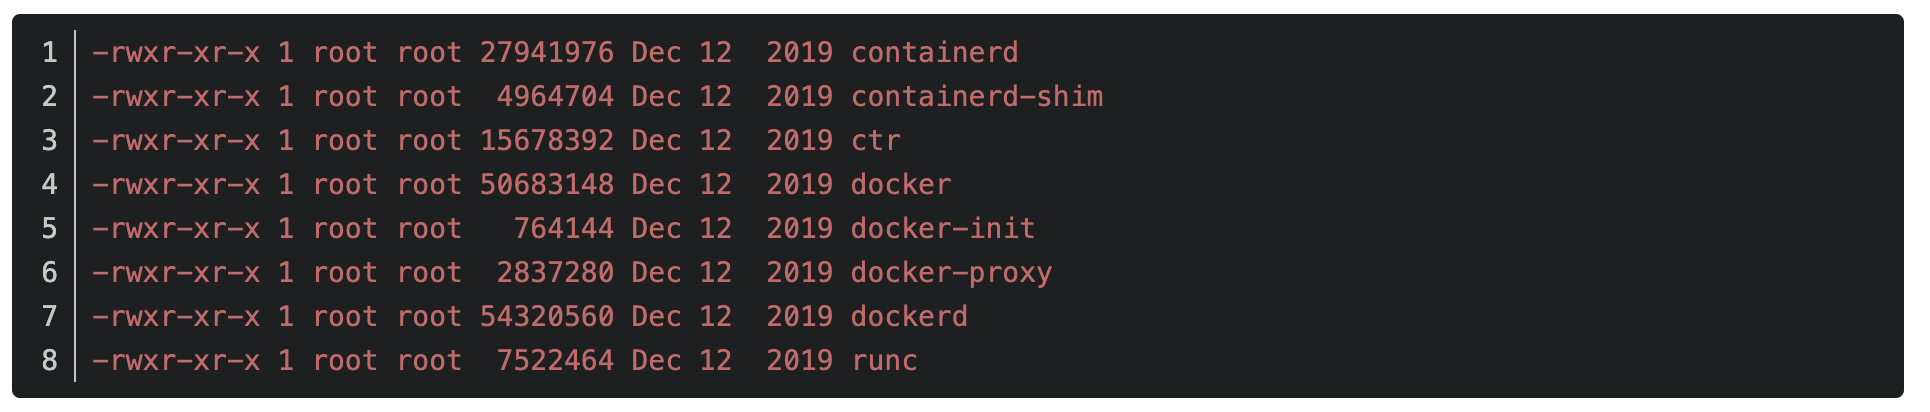 1 -rwxr-xr-x 1 root root 27941976 Dec 12  2019 containerd
2 -rwxr-xr-x 1 root root  4964704 Dec 12  2019 containerd-shim
3 -rwxr-xr-x 1 root root 15678392 Dec 12  2019 ctr
4 -rwxr-xr-x 1 root root 50683148 Dec 12  2019 docker
5 -rwxr-xr-x 1 root root   764144 Dec 12  2019 docker-init
6 -rwxr-xr-x 1 root root  2837280 Dec 12  2019 docker-proxy
7 -rwxr-xr-x 1 root root 54320560 Dec 12  2019 dockerd
8 -rwxr-xr-x 1 root root  7522464 Dec 12  2019 runc